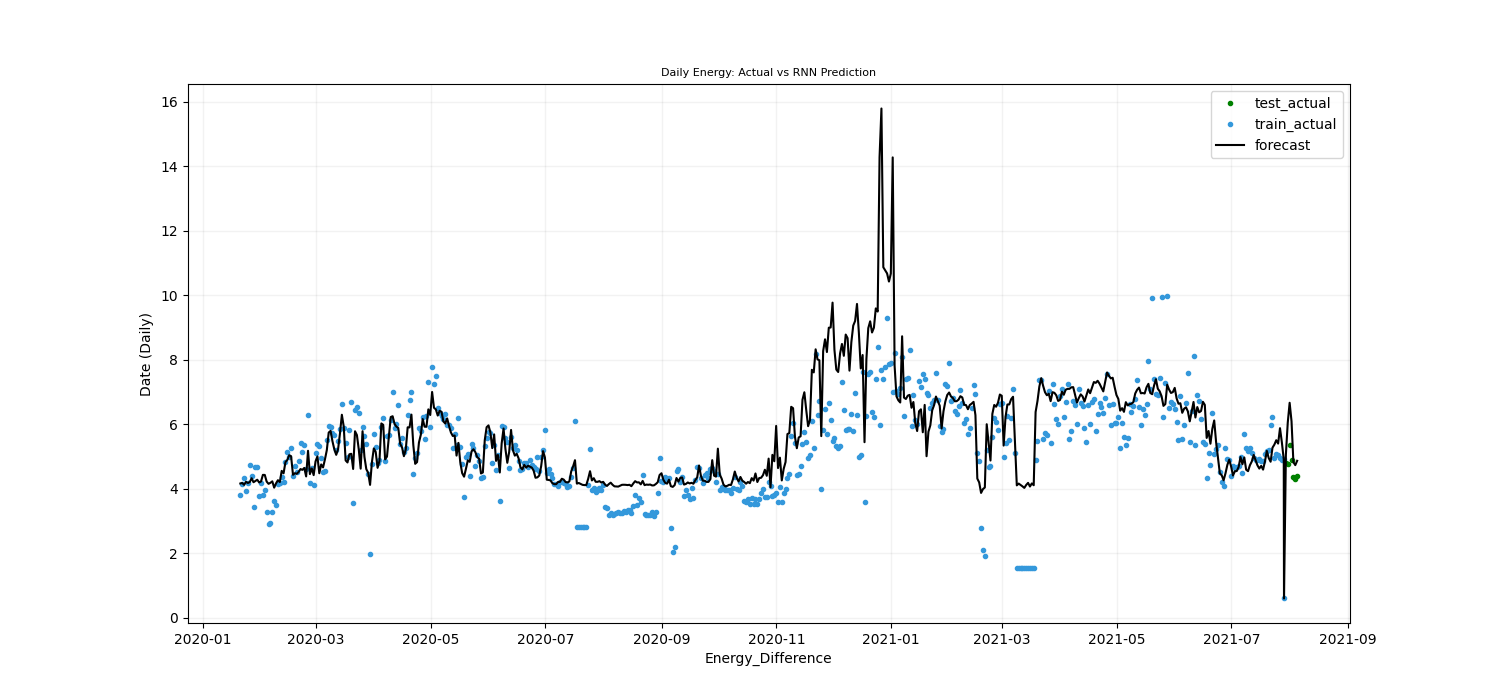 Daily Energy: Actual vs RNN Prediction
test_actual
train_actual
forecast
Date (Daily)
16
14
12
10
8
6
4
2
0
2020-01 2020-03 2020-05 2020-07 2020-09 2020-11 2021-01 2021-03 2021-05 2021-07 2021-09
Energy_Difference